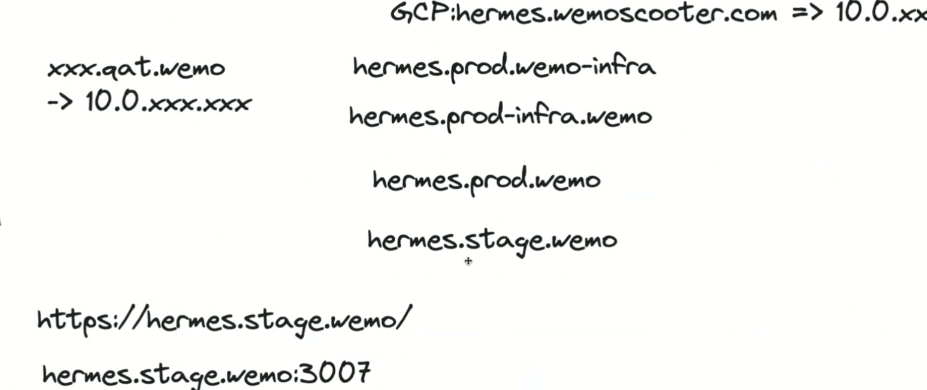 GCP:hermes.wemoscooter.com => 10.0.xx
xxx.qat.wemo
-> 10.0.xxx.xxx
hermes.prod.wemo-infra
hermes.prod-infra.wemo
hermes.prod.wemo
hermes.stage.wemo
https://hermes.stage.wemo/
hermes.stage.wemo:3007